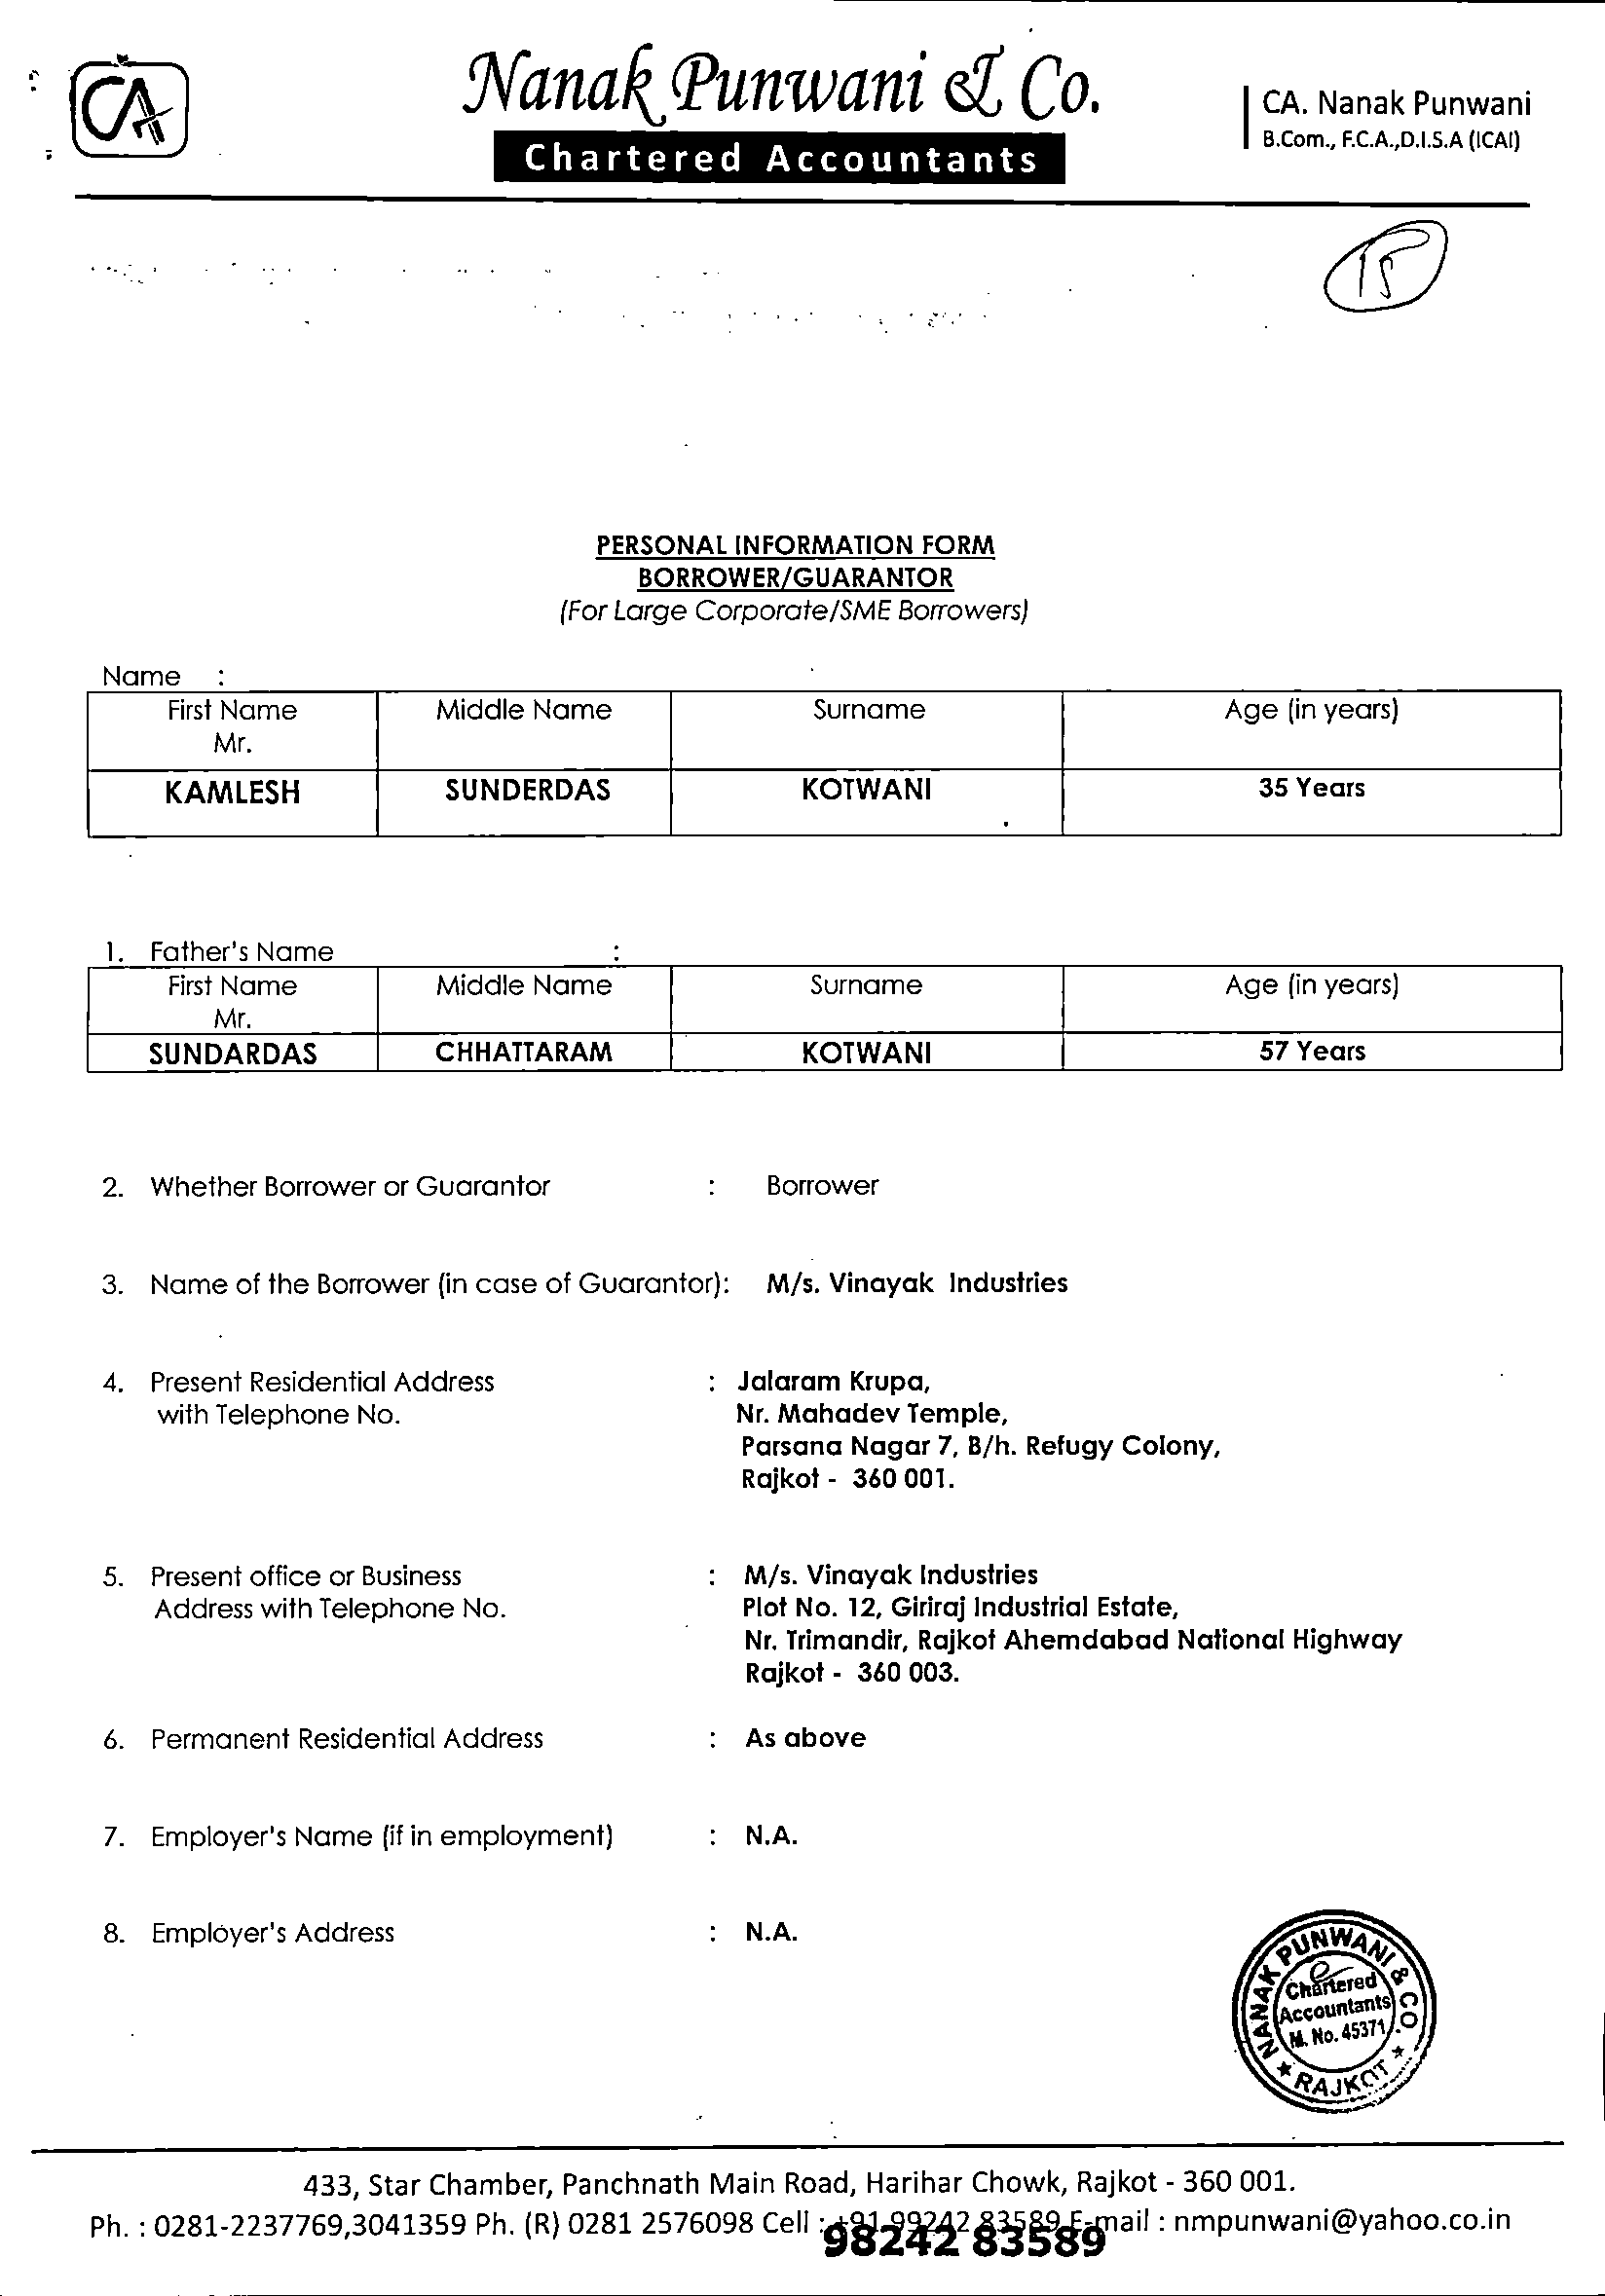 CA
Nanak Punwani & Co.
Chartered Accountants
CA. Nanak Punwani
B.Com., F.C.A.,D.I.S.A (ICAI)
15
PERSONAL INFORMATION FORM
BORROWER/GUARANTOR
(For Large Corporate/SME Borrowers)
Name :
First Name Middle Name Surname Age (in years)
Mr.
KAMLESH SUNDERDAS KOTWANI 35 Years
1. Father's Name :
First Name Middle Name Surname Age (in years)
Mr.
SUNDARDAS CHHATTARAM KOTWANI 57 Years
2. Whether Borrower or Guarantor : Borrower
3. Name of the Borrower (in case of Guarantor): M/s. Vinayak Industries
4. Present Residential Address : Jalaram Krupa,
with Telephone No. Nr. Mahadev Temple,
Parsana Nagar 7, B/h. Refugy Colony,
Rajkot - 360 001.
5. Present office or Business : M/s. Vinayak Industries
Address with Telephone No. Plot No. 12, Giriraj Industrial Estate,
Nr. Trimandir, Rajkot Ahemdabad National Highway
Rajkot - 360 003.
6. Permanent Residential Address : As above
7. Employer's Name (if in employment) : N.A.
8. Employer's Address : N.A.
NANAK PUNWANI & CO.
Chartered
Accountants
M. No. 45371
★ RAJKOT ★
433, Star Chamber, Panchnath Main Road, Harihar Chowk, Rajkot - 360 001.
Ph. : 0281-2237769,3041359 Ph. (R) 0281 2576098 Cell : +91 99242 83589 E-mail : nmpunwani@yahoo.co.in
98242 83589